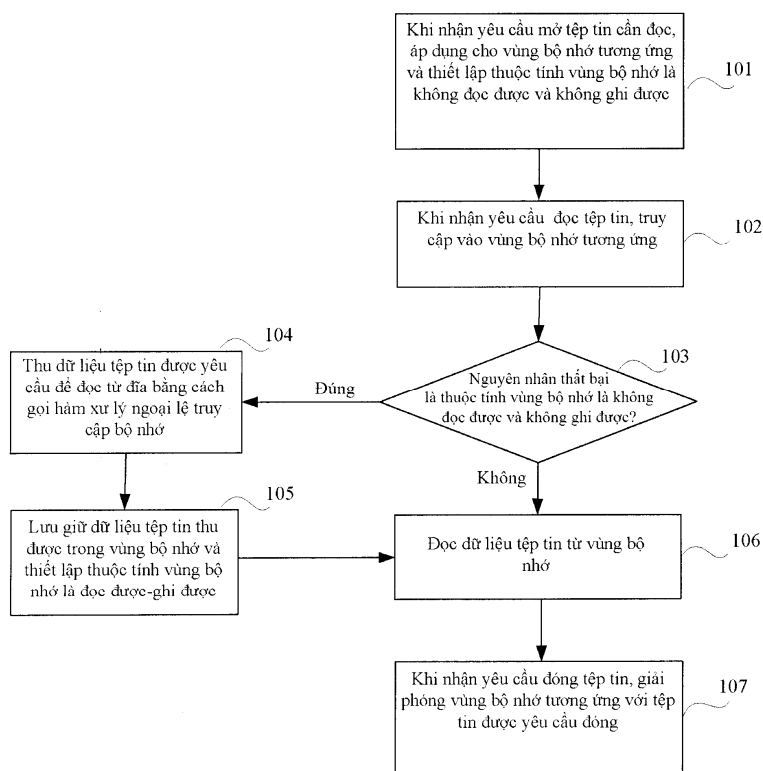 Khi nhận yêu cầu mở tệp tin cần đọc,
áp dụng cho vùng bộ nhớ tương ứng
và thiết lập thuộc tính vùng bộ nhớ là
không đọc được và không ghi được
101
Khi nhận yêu cầu đọc tệp tin, truy
cập vào vùng bộ nhớ tương ứng
102
103
Nguyên nhân thất bại
là thuộc tính vùng bộ nhớ là không
đọc được và không ghi được?
Đúng
Không
104
Thu dữ liệu tệp tin được yêu
cầu để đọc từ đĩa bằng cách
gọi hàm xử lý ngoại lệ truy
cập bộ nhớ
105
Lưu giữ dữ liệu tệp tin thu
được trong vùng bộ nhớ và
thiết lập thuộc tính vùng bộ
nhớ là đọc được-ghi được
Đọc dữ liệu tệp tin từ vùng bộ
nhớ
106
Khi nhận yêu cầu đóng tệp tin, giải
phóng vùng bộ nhớ tương ứng với tệp
tin được yêu cầu đóng
107